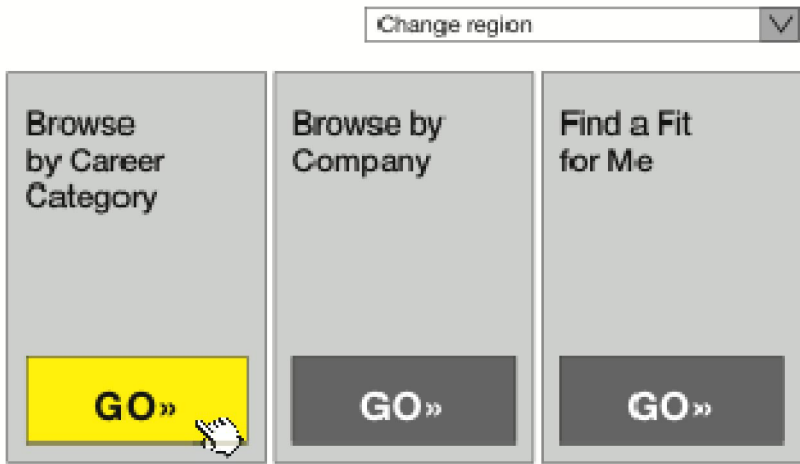 Change region
Browse
by Career
Category
GO»
Browse by
Company
GO»
Find a Fit
for Me
GO»